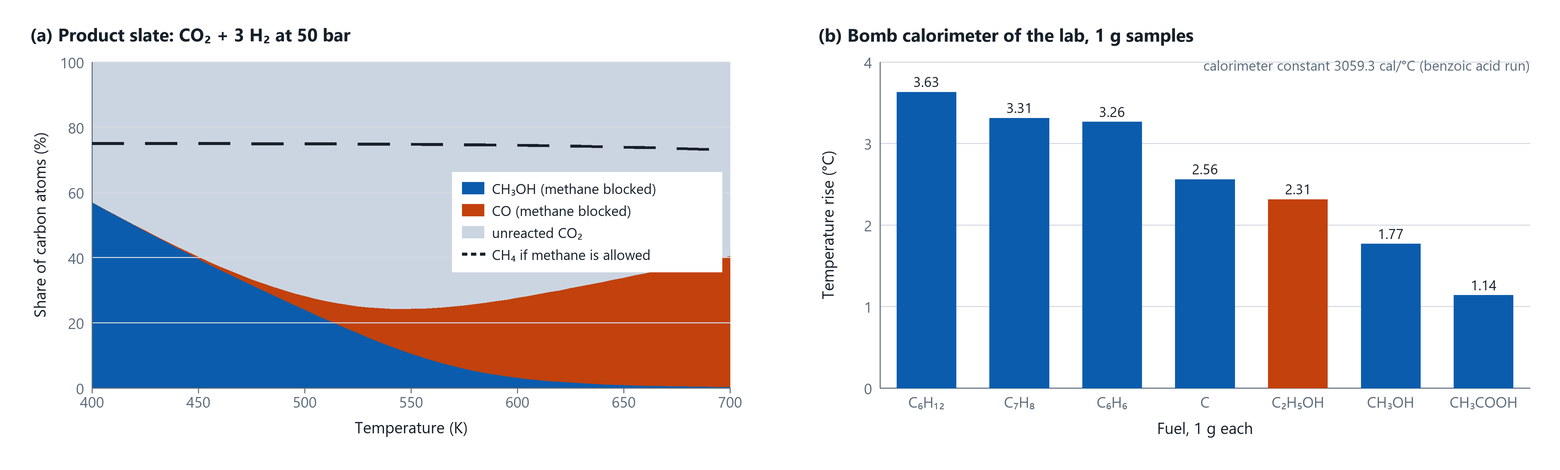 (a) Product slate: CO₂ + 3 H₂ at 50 bar
100
80
60
40
20
0
Share of carbon atoms (%)
CH₃OH (methane blocked)
CO (methane blocked)
unreacted CO₂
CH₄ if methane is allowed
400 450 500 550 600 650 700
Temperature (K)
(b) Bomb calorimeter of the lab, 1 g samples
calorimeter constant 3059.3 cal/°C (benzoic acid run)
4
3
2
1
0
Temperature rise (°C)
3.63 3.31 3.26 2.56 2.31 1.77 1.14
C₆H₁₂ C₇H₈ C₆H₆ C C₂H₅OH CH₃OH CH₃COOH
Fuel, 1 g each